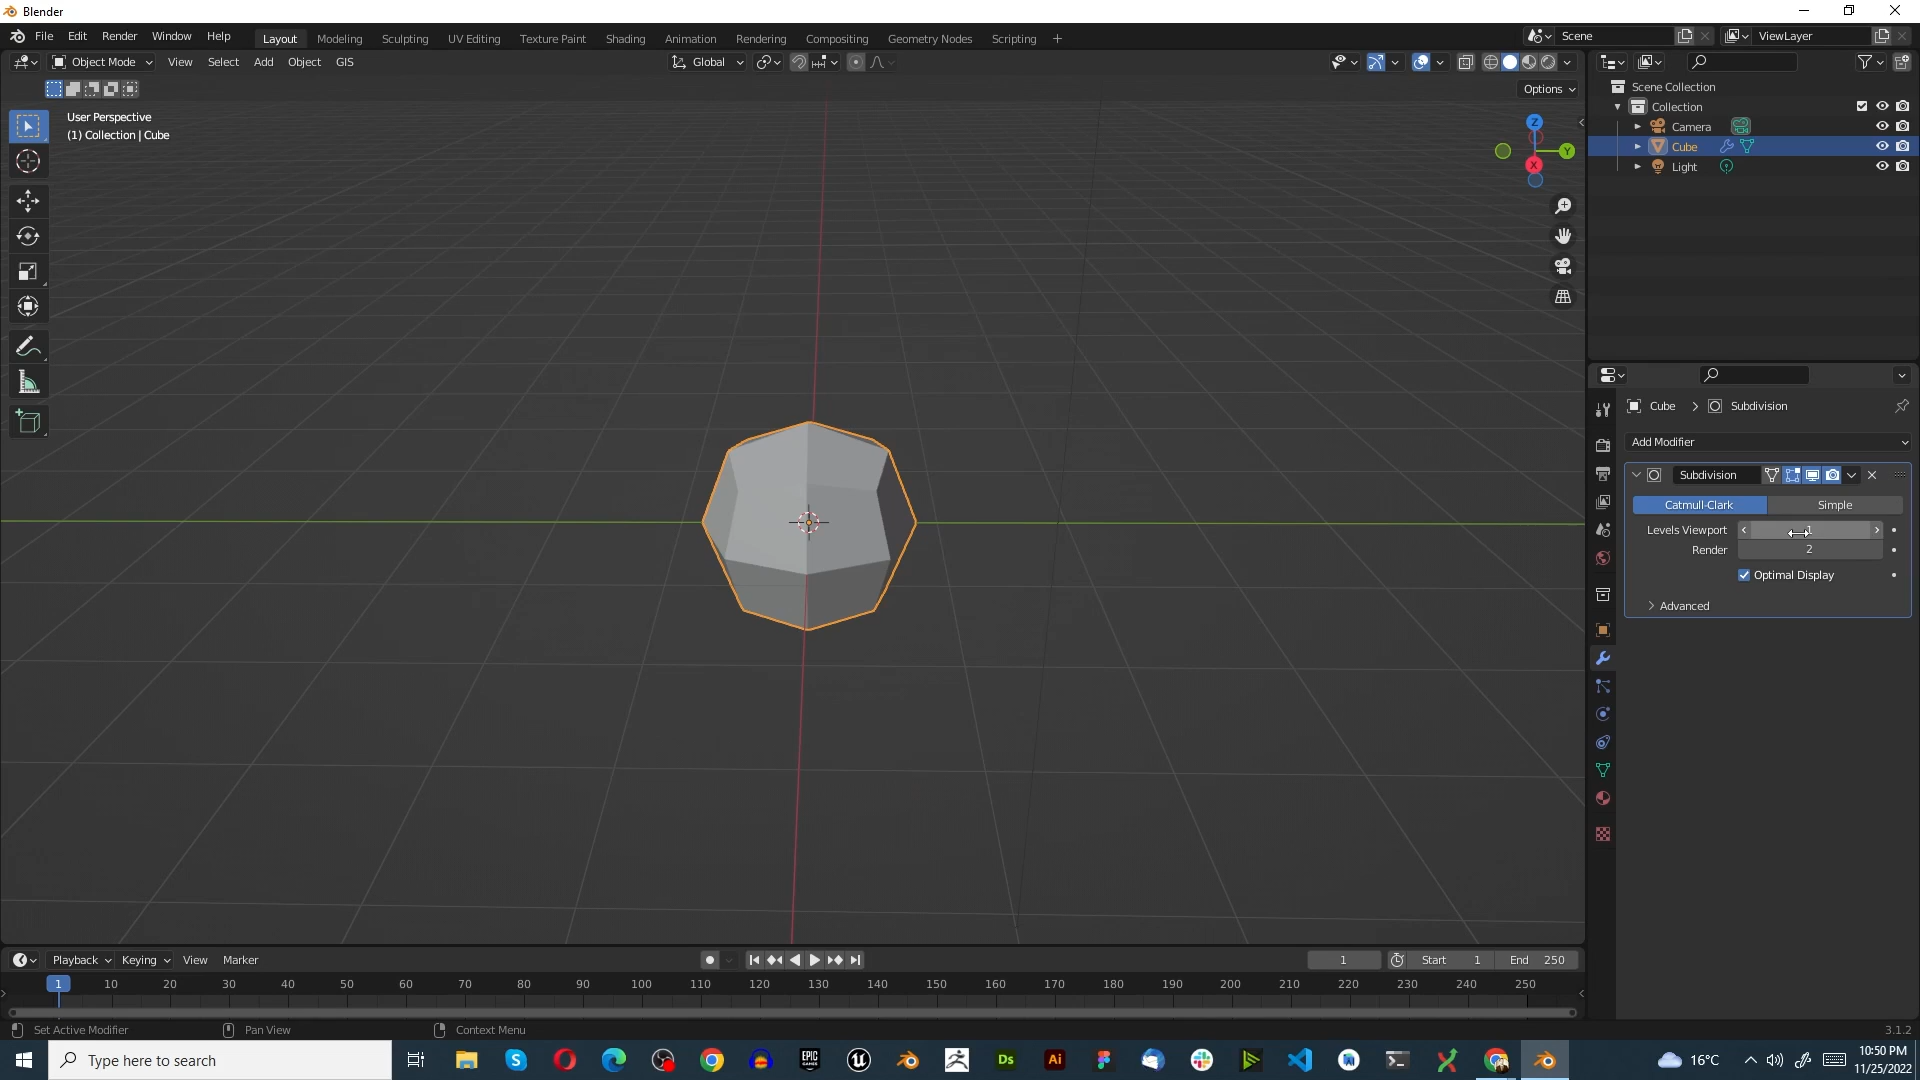 Blender
File Edit Render Window Help Layout Modeling Sculpting UV Editing Texture Paint Shading Animation Rendering Compositing Geometry Nodes Scripting + Scene ViewLayer
Object Mode View Select Add Object GIS Global
Options
User Perspective
(1) Collection | Cube
Z
Y
X
Scene Collection
Collection
Camera
Cube
Light
Cube > Subdivision
Add Modifier
Subdivision
Catmull-Clark Simple
Levels Viewport 1
Render 2
Optimal Display
Advanced
Playback Keying View Marker 1 Start 1 End 250
1 10 20 30 40 50 60 70 80 90 100 110 120 130 140 150 160 170 180 190 200 210 220 230 240 250
Set Active Modifier Pan View Context Menu 3.1.2
Type here to search
EPIC GAMES
Ds
Ai
16°C
10:50 PM
11/25/2022